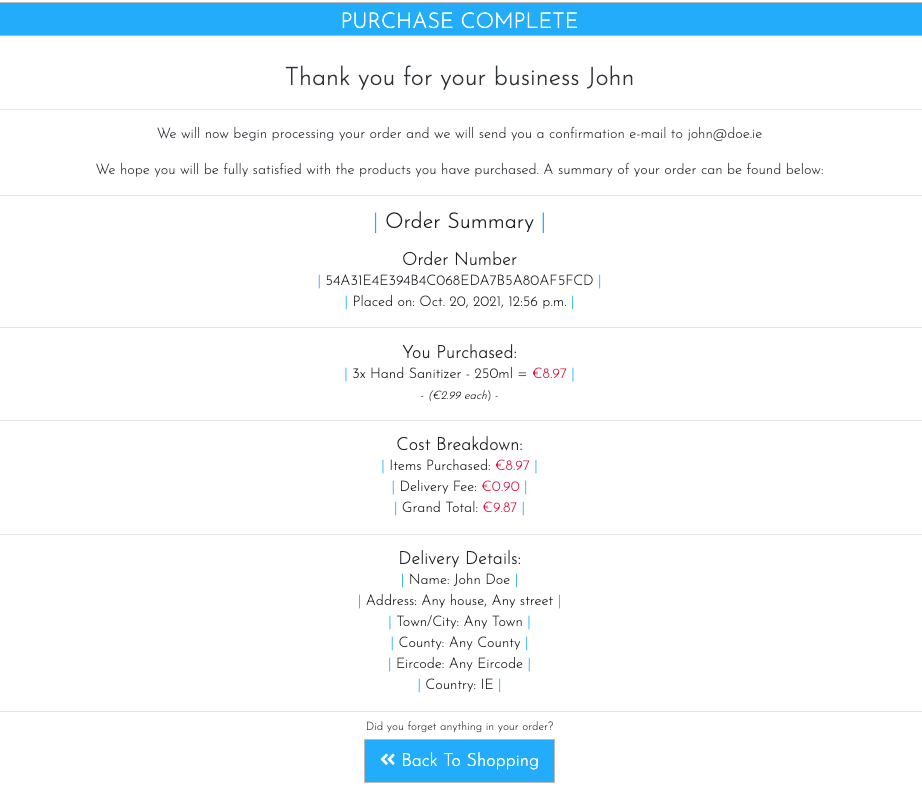 PURCHASE COMPLETE
Thank you for your business John
We will now begin processing your order and we will send you a confirmation e-mail to john@doe.ie
We hope you will be fully satisfied with the products you have purchased. A summary of your order can be found below:
| Order Summary |
Order Number
| 54A31E4E394B4C068EDA7B5A80AF5FCD |
| Placed on: Oct. 20, 2021, 12:56 p.m. |
You Purchased:
| 3x Hand Sanitizer - 250ml = €8.97 |
- (€2.99 each) -
Cost Breakdown:
| Items Purchased: €8.97 |
| Delivery Fee: €0.90 |
| Grand Total: €9.87 |
Delivery Details:
| Name: John Doe |
| Address: Any house, Any street |
| Town/City: Any Town |
| County: Any County |
| Eircode: Any Eircode |
| Country: IE |
Did you forget anything in your order?
Back To Shopping